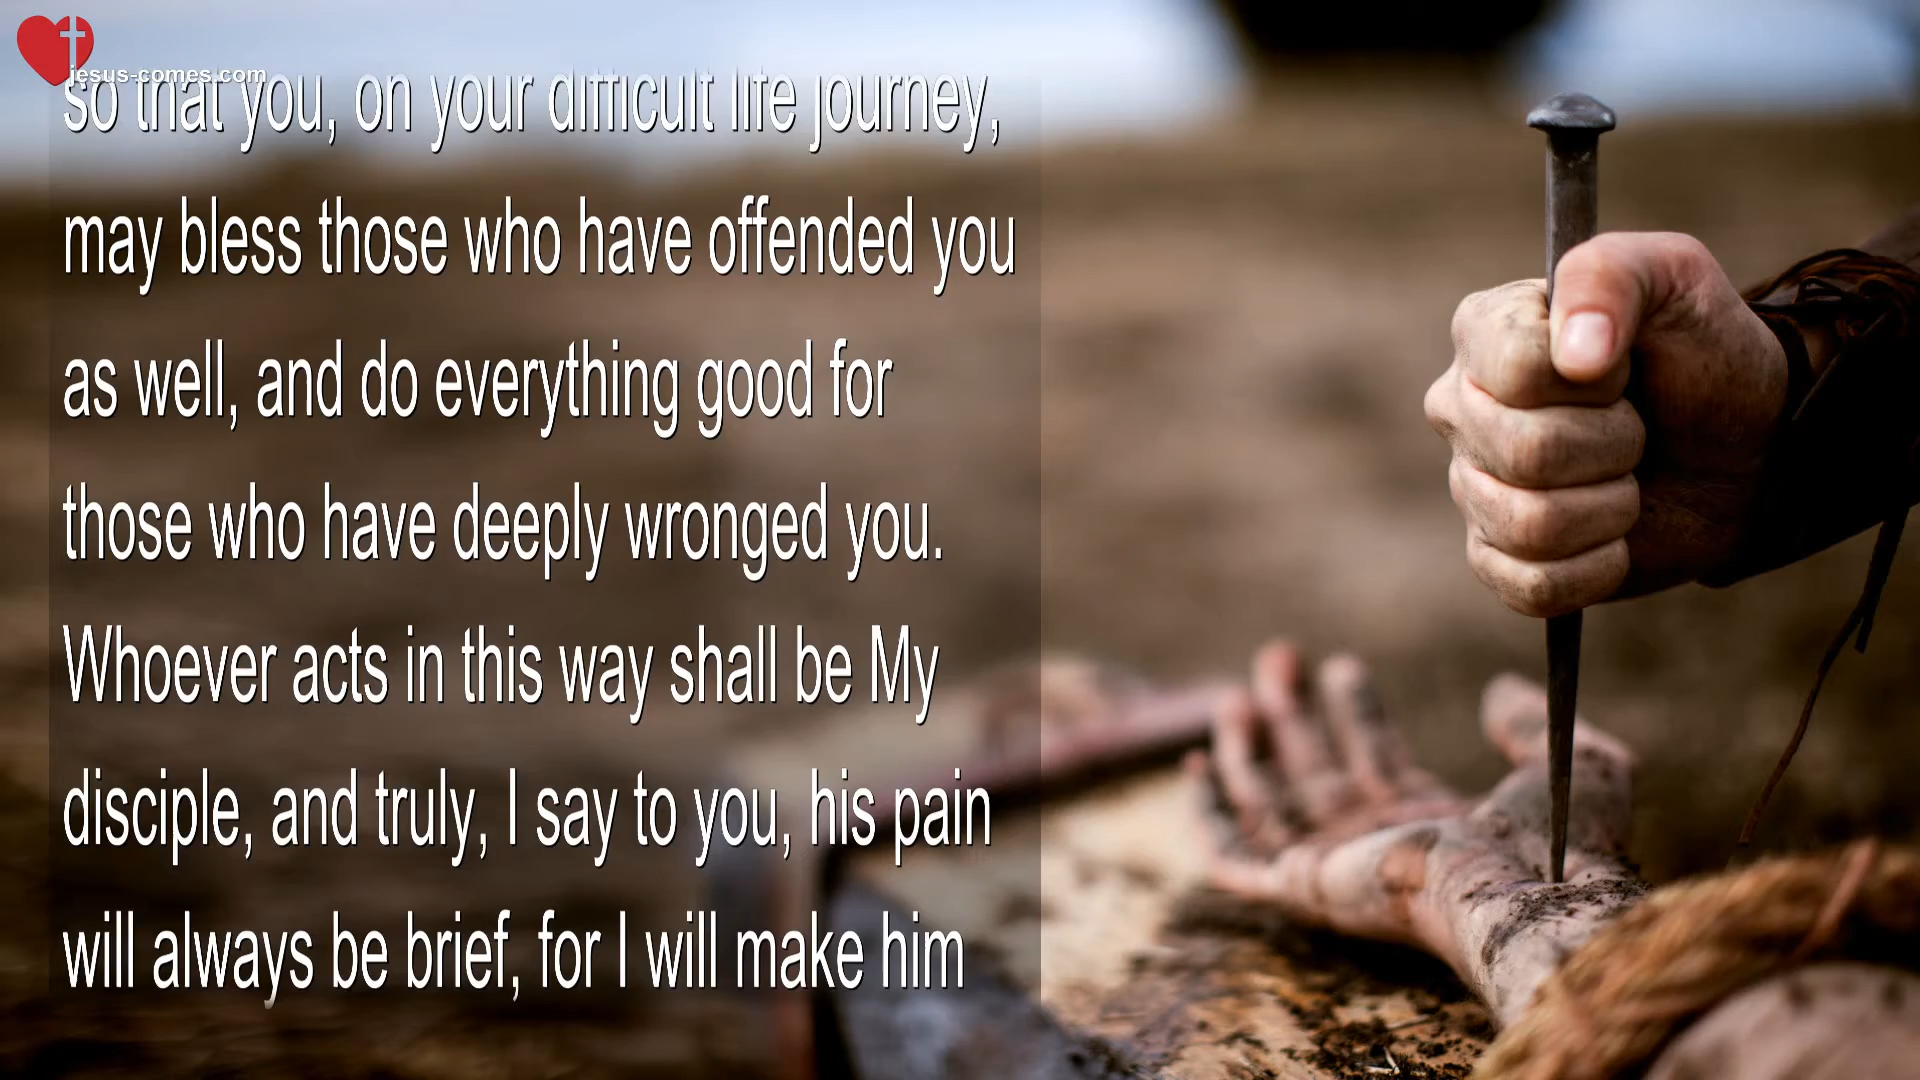 jesus-comes.com
so that you, on your difficult life journey,
may bless those who have offended you
as well, and do everything good for
those who have deeply wronged you.
Whoever acts in this way shall be My
disciple, and truly, I say to you, his pain
will always be brief, for I will make him